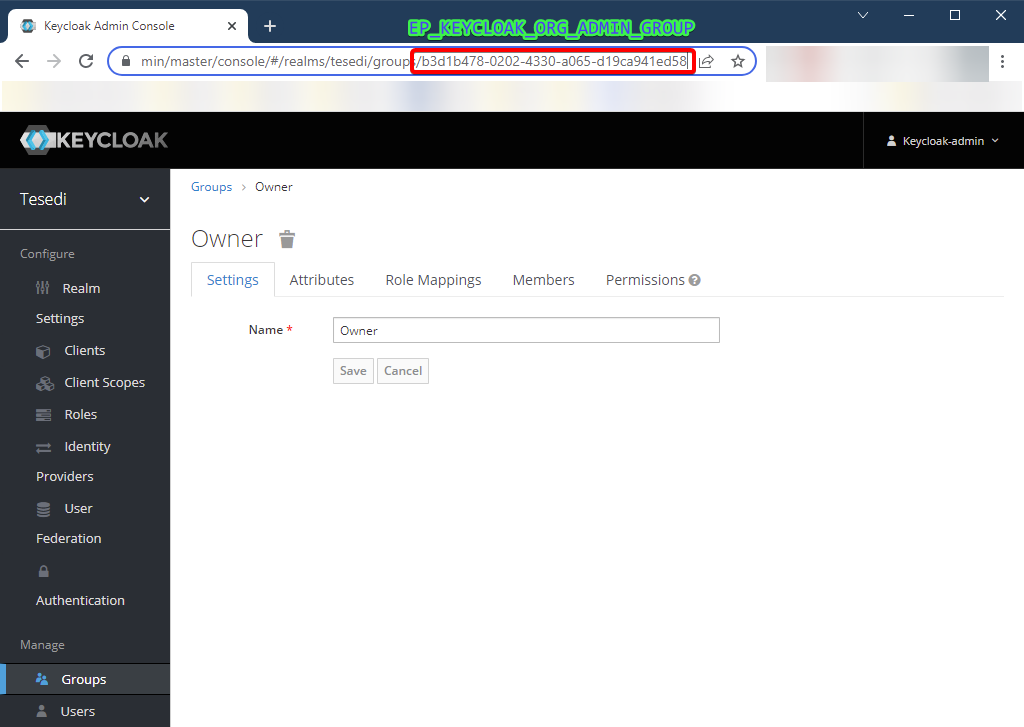 Keycloak Admin Console
EP_KEYCLOAK_ORG_ADMIN_GROUP
min/master/console/#/realms/tesedi/groups/b3d1b478-0202-4330-a065-d19ca941ed58
KEYCLOAK
Keycloak-admin
Tesedi
Groups > Owner
Owner
Configure
Settings Attributes Role Mappings Members Permissions
Realm
Settings
Name *
Owner
Clients
Save Cancel
Client Scopes
Roles
Identity
Providers
User
Federation
Authentication
Manage
Groups
Users